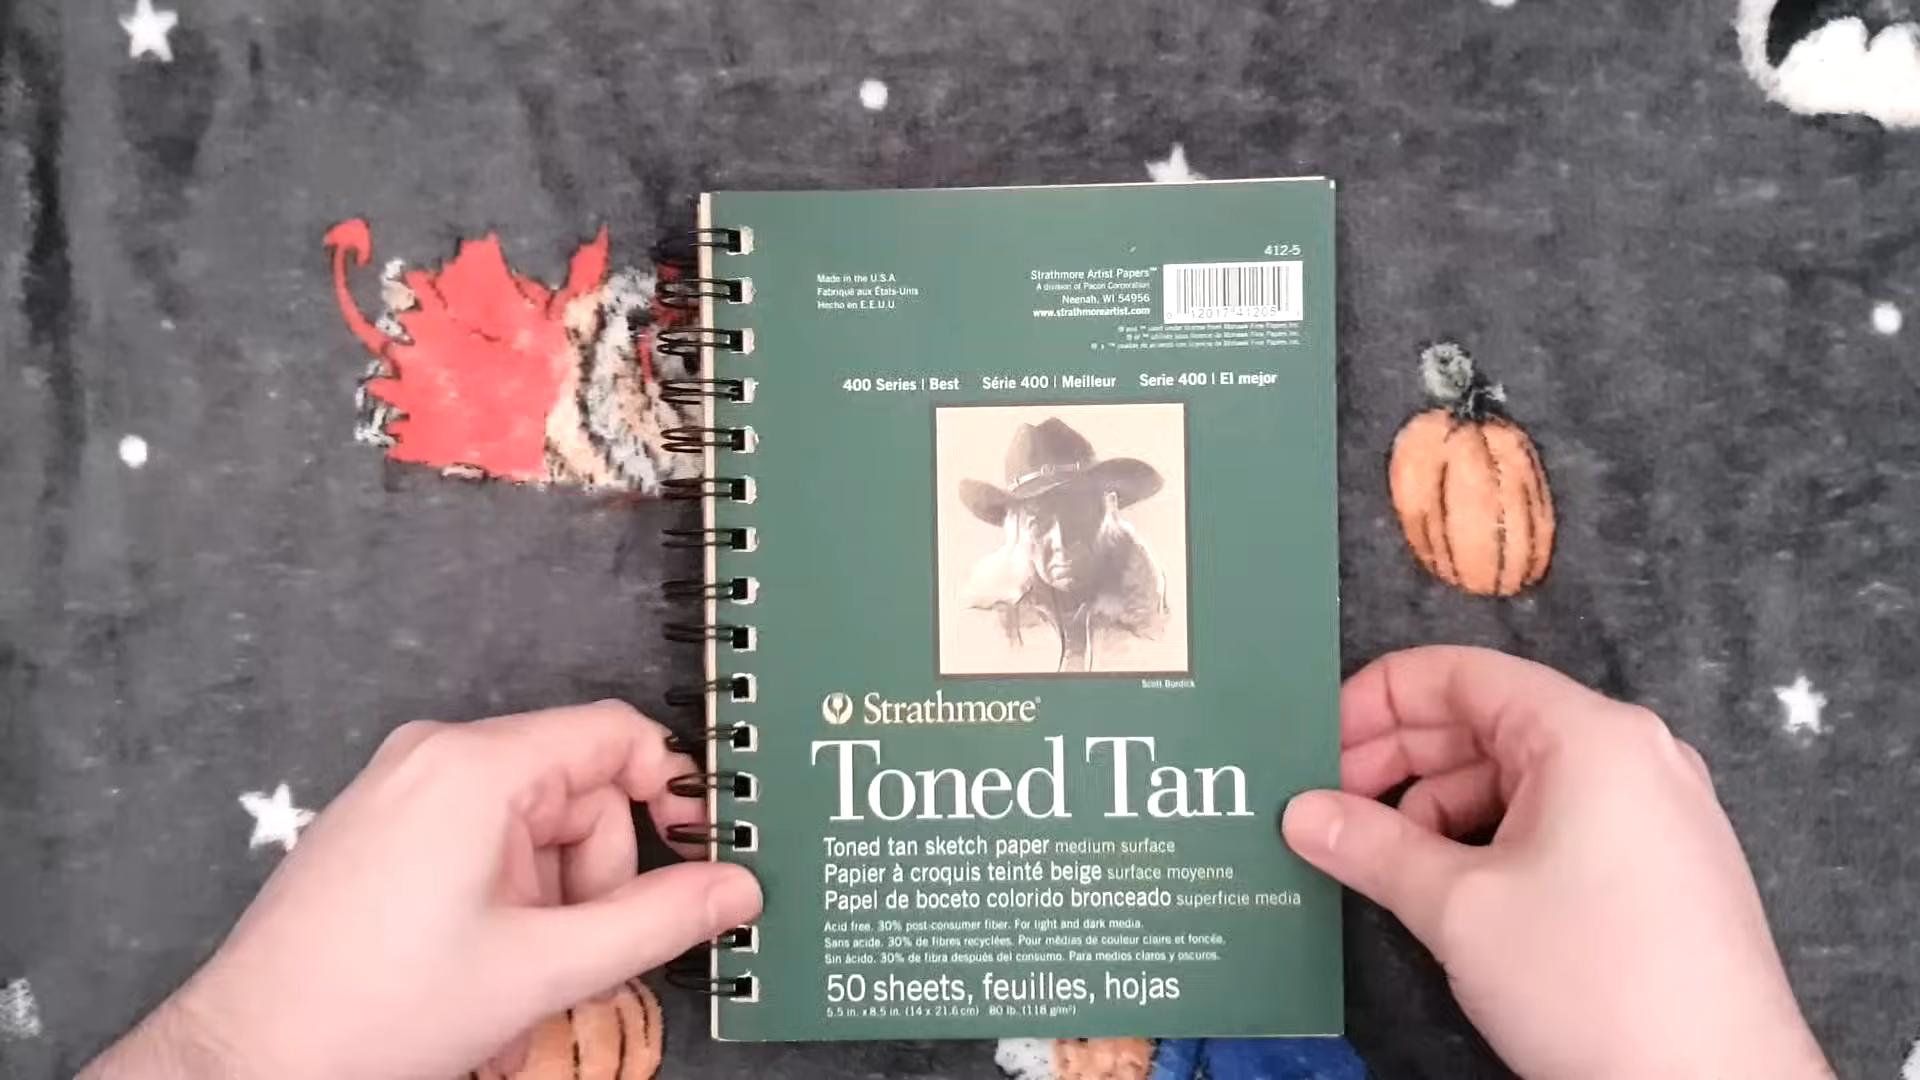 412-5
Made in the U.S.A
Fabriqué aux États-Unis
Hecho en E.E.U.U.
Strathmore Artist Papers™
A division of Pacon Corporation
Neenah, WI 54956
www.strathmoreartist.com
0 12017 41205
400 Series | Best Série 400 | Meilleur Serie 400 | El mejor
Scott Burdick
Strathmore®
Toned Tan
Toned tan sketch paper medium surface
Papier à croquis teinté beige surface moyenne
Papel de boceto colorido bronceado superficie media
Acid free. 30% post-consumer fiber. For light and dark media.
Sans acide. 30% de fibres recyclées. Pour médias de couleur claire et foncée.
Sin ácido. 30% de fibra después del consumo. Para medios claros y oscuros.
50 sheets, feuilles, hojas
5.5 in. x 8.5 in. (14 x 21.6 cm) 80 lb. (118 g/m²)